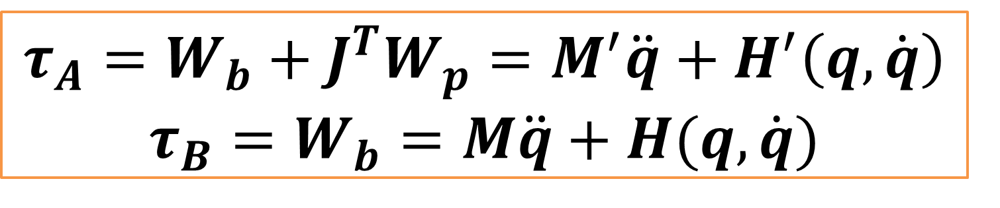 τ_A = W_b + J^T W_p = M′q̈ + H′(q, q̇)
τ_B = W_b = Mq̈ + H(q, q̇)